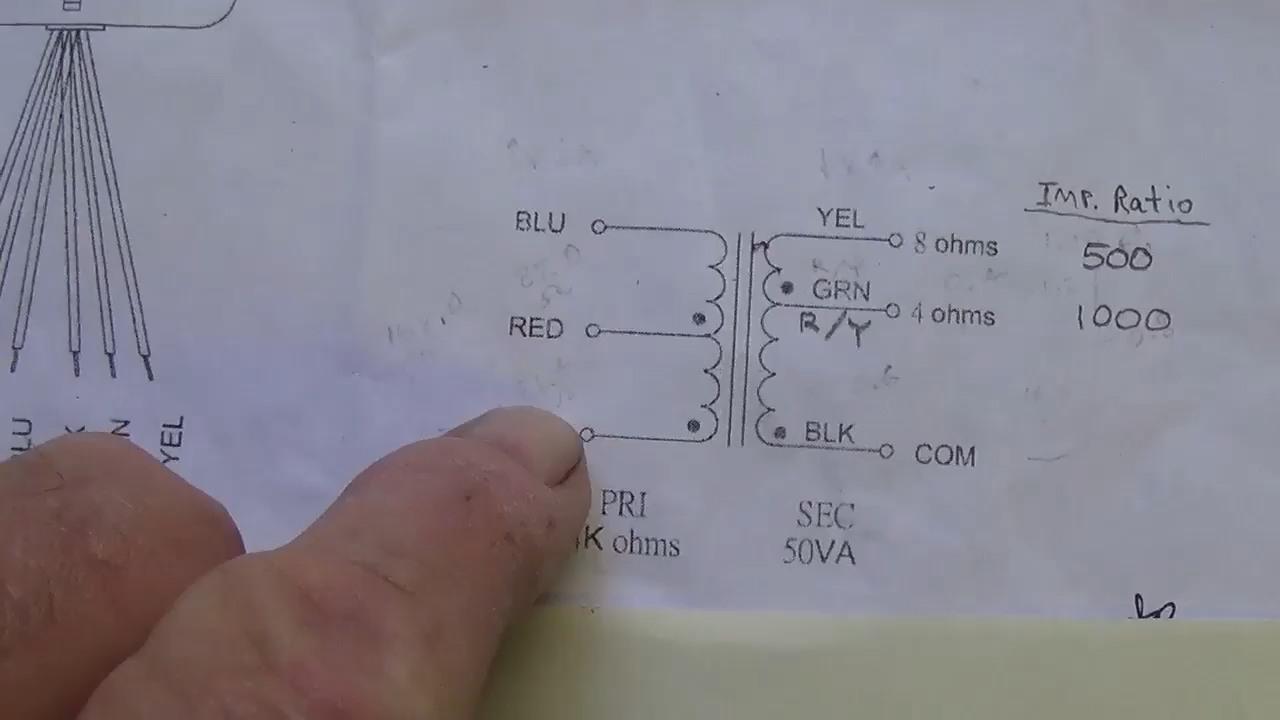 Imp. Ratio
BLU
YEL
8 ohms
500
GRN
4 ohms
1000
RED
R/Y
BLK
COM
YEL
PRI
K ohms
SEC
50VA